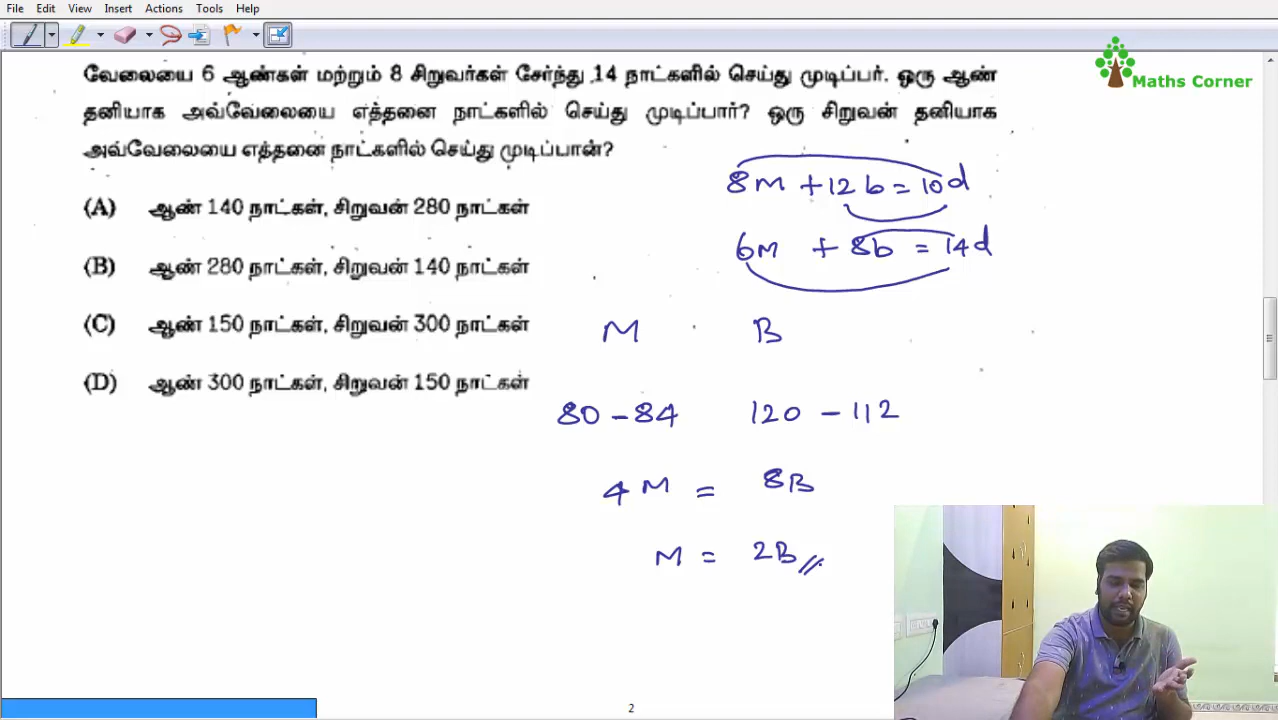 File Edit View Insert Actions Tools Help
Maths Corner
வேலையை 6 ஆண்கள் மற்றும் 8 சிறுவர்கள் சேர்ந்து 14 நாட்களில் செய்து முடிப்பர். ஒரு ஆண்
தனியாக அவ்வேலையை எத்தனை நாட்களில் செய்து முடிப்பார்? ஒரு சிறுவன் தனியாக
அவ்வேலையை எத்தனை நாட்களில் செய்து முடிப்பான்?
(A) ஆண் 140 நாட்கள், சிறுவன் 280 நாட்கள்
(B) ஆண் 280 நாட்கள், சிறுவன் 140 நாட்கள்
(C) ஆண் 150 நாட்கள், சிறுவன் 300 நாட்கள்
(D) ஆண் 300 நாட்கள், சிறுவன் 150 நாட்கள்
8M + 12b = 10d
6M + 8b = 14d
M B
80 - 84 120 - 112
4M = 8B
M = 2B
2